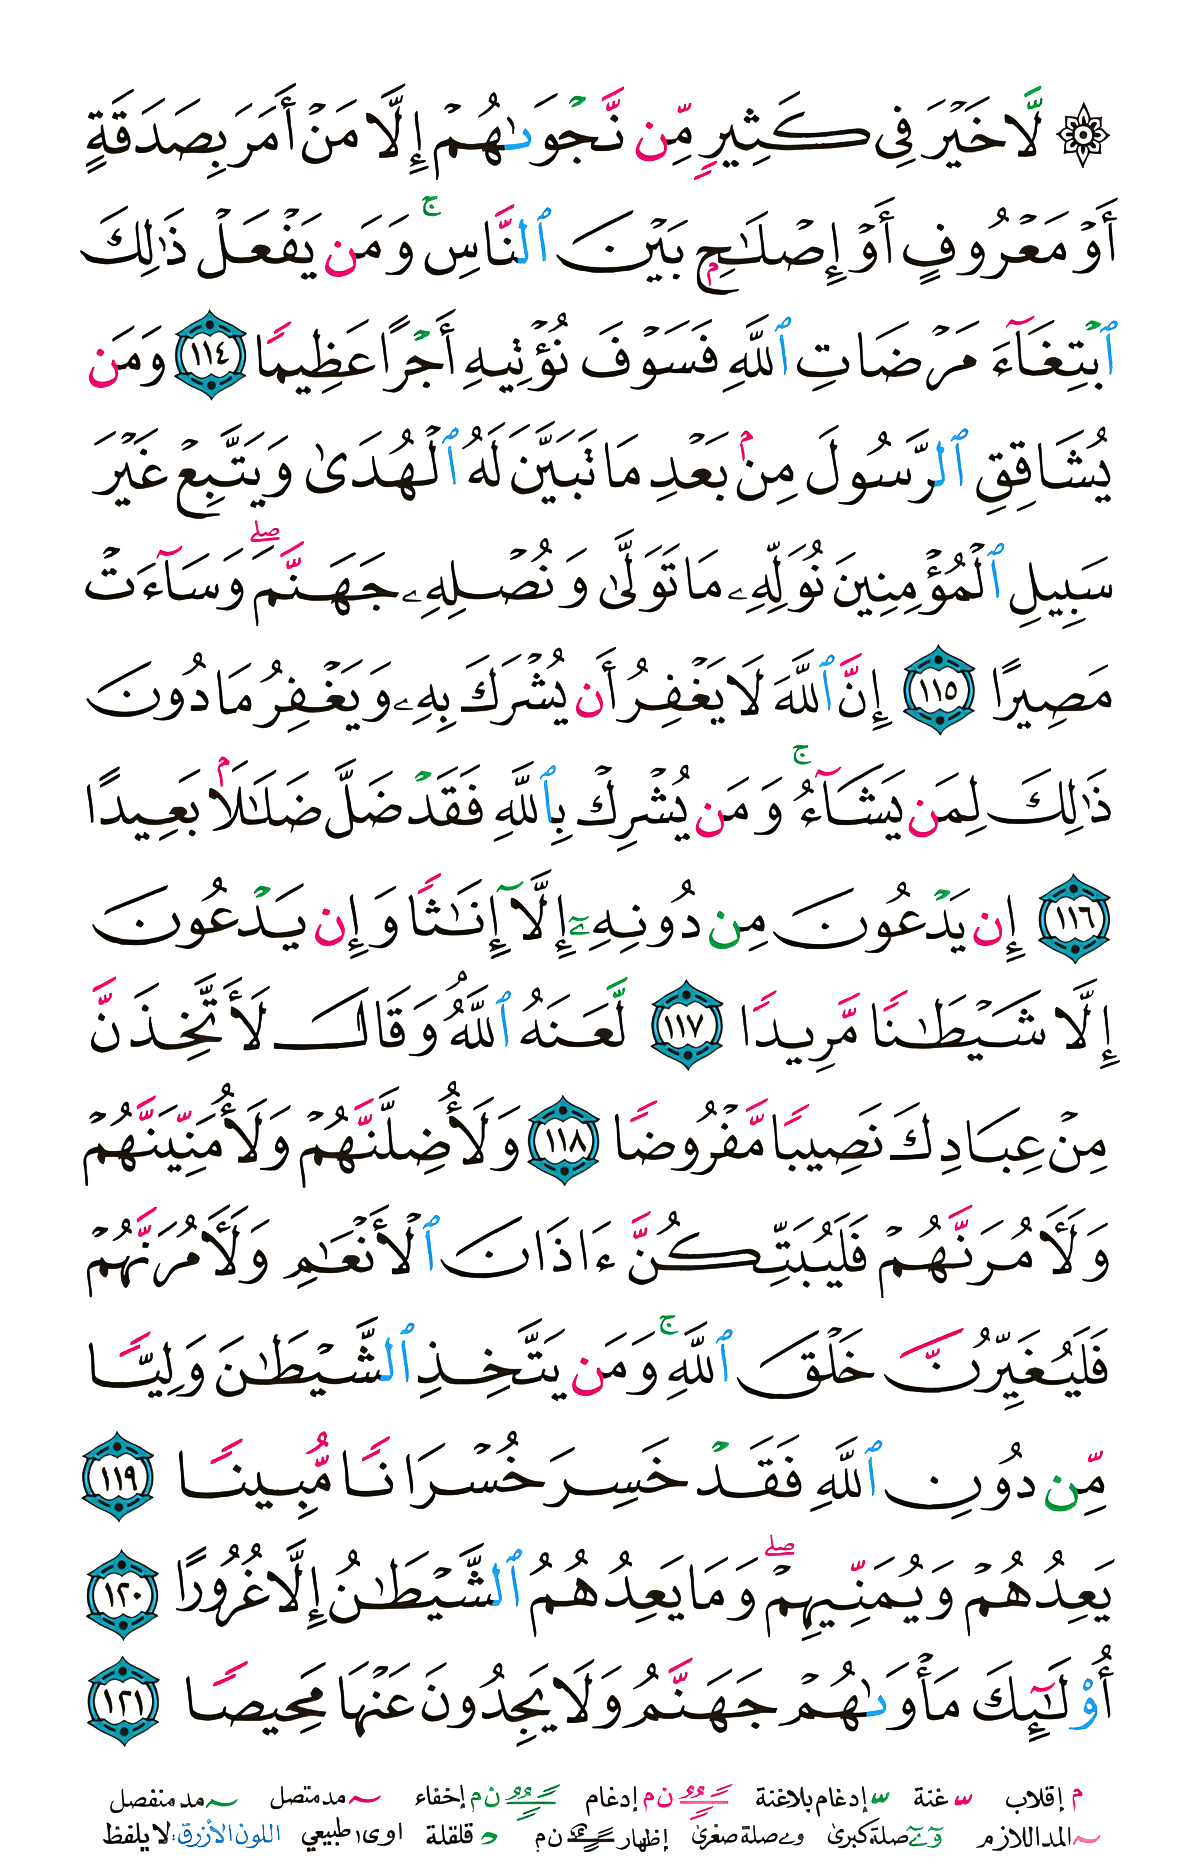 ۞ لَّا خَيْرَ فِى كَثِيرٍ مِّن نَّجْوَىٰهُمْ إِلَّا مَنْ أَمَرَ بِصَدَقَةٍ
أَوْ مَعْرُوفٍ أَوْ إِصْلَـٰحٍۭ بَيْنَ ٱلنَّاسِ ۚ وَمَن يَفْعَلْ ذَٰلِكَ
ٱبْتِغَآءَ مَرْضَاتِ ٱللَّهِ فَسَوْفَ نُؤْتِيهِ أَجْرًا عَظِيمًا ١١٤ وَمَن
يُشَاقِقِ ٱلرَّسُولَ مِنۢ بَعْدِ مَا تَبَيَّنَ لَهُ ٱلْهُدَىٰ وَيَتَّبِعْ غَيْرَ
سَبِيلِ ٱلْمُؤْمِنِينَ نُوَلِّهِۦ مَا تَوَلَّىٰ وَنُصْلِهِۦ جَهَنَّمَ ۖ وَسَآءَتْ
مَصِيرًا ١١٥ إِنَّ ٱللَّهَ لَا يَغْفِرُ أَن يُشْرَكَ بِهِۦ وَيَغْفِرُ مَا دُونَ
ذَٰلِكَ لِمَن يَشَآءُ ۚ وَمَن يُشْرِكْ بِٱللَّهِ فَقَدْ ضَلَّ ضَلَـٰلًۢا بَعِيدًا
١١٦ إِن يَدْعُونَ مِن دُونِهِۦٓ إِلَّآ إِنَـٰثًا وَإِن يَدْعُونَ
إِلَّا شَيْطَـٰنًا مَّرِيدًا ١١٧ لَّعَنَهُ ٱللَّهُ ۘ وَقَالَ لَأَتَّخِذَنَّ
مِنْ عِبَادِكَ نَصِيبًا مَّفْرُوضًا ١١٨ وَلَأُضِلَّنَّهُمْ وَلَأُمَنِّيَنَّهُمْ
وَلَـَٔامُرَنَّهُمْ فَلَيُبَتِّكُنَّ ءَاذَانَ ٱلْأَنْعَـٰمِ وَلَـَٔامُرَنَّهُمْ
فَلَيُغَيِّرُنَّ خَلْقَ ٱللَّهِ ۚ وَمَن يَتَّخِذِ ٱلشَّيْطَـٰنَ وَلِيًّا
مِّن دُونِ ٱللَّهِ فَقَدْ خَسِرَ خُسْرَانًا مُّبِينًا ١١٩
يَعِدُهُمْ وَيُمَنِّيهِمْ ۖ وَمَا يَعِدُهُمُ ٱلشَّيْطَـٰنُ إِلَّا غُرُورًا ١٢٠
أُو۟لَـٰٓئِكَ مَأْوَىٰهُمْ جَهَنَّمُ وَلَا يَجِدُونَ عَنْهَا مَحِيصًا ١٢١
م إقلاب غنة إدغام بلاغنة ن م إدغام ن م إخفاء مد متصل مد منفصل
المد اللازم صلة كبرى و ے صلة صغرى إظهار ن م قلقلة اوى طبيعي اللون الأزرق: لا يلفظ